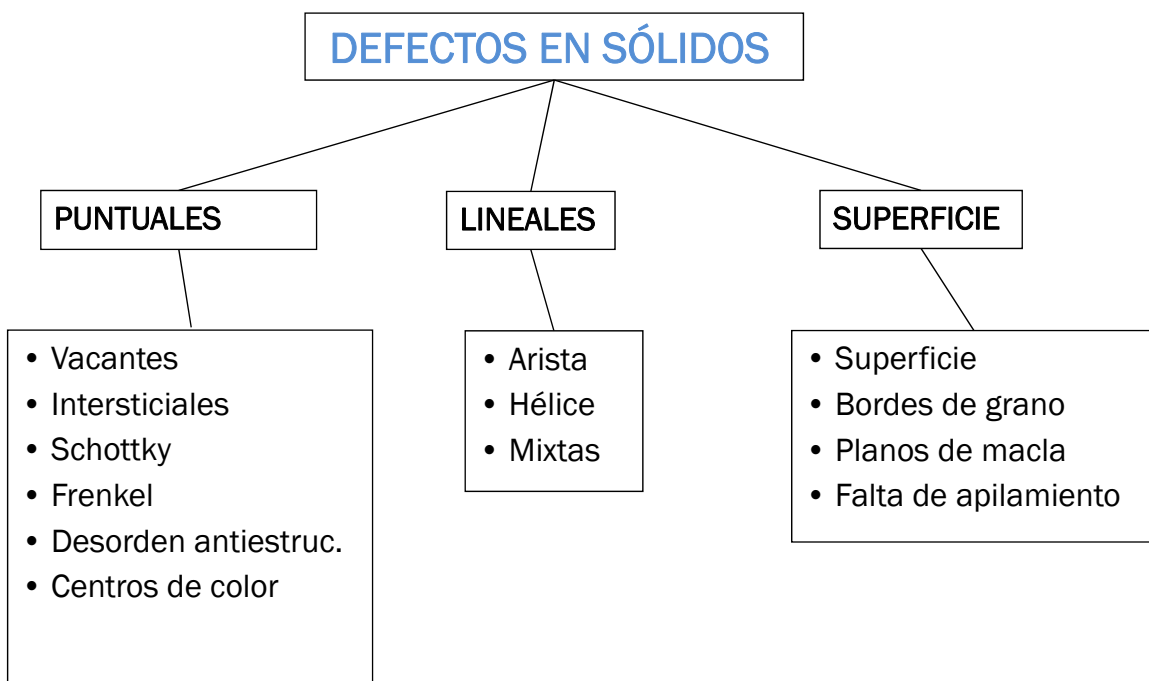 DEFECTOS EN SÓLIDOS
PUNTUALES
LINEALES
SUPERFICIE
• Vacantes
• Intersticiales
• Schottky
• Frenkel
• Desorden antiestruc.
• Centros de color
• Arista
• Hélice
• Mixtas
• Superficie
• Bordes de grano
• Planos de macla
• Falta de apilamiento